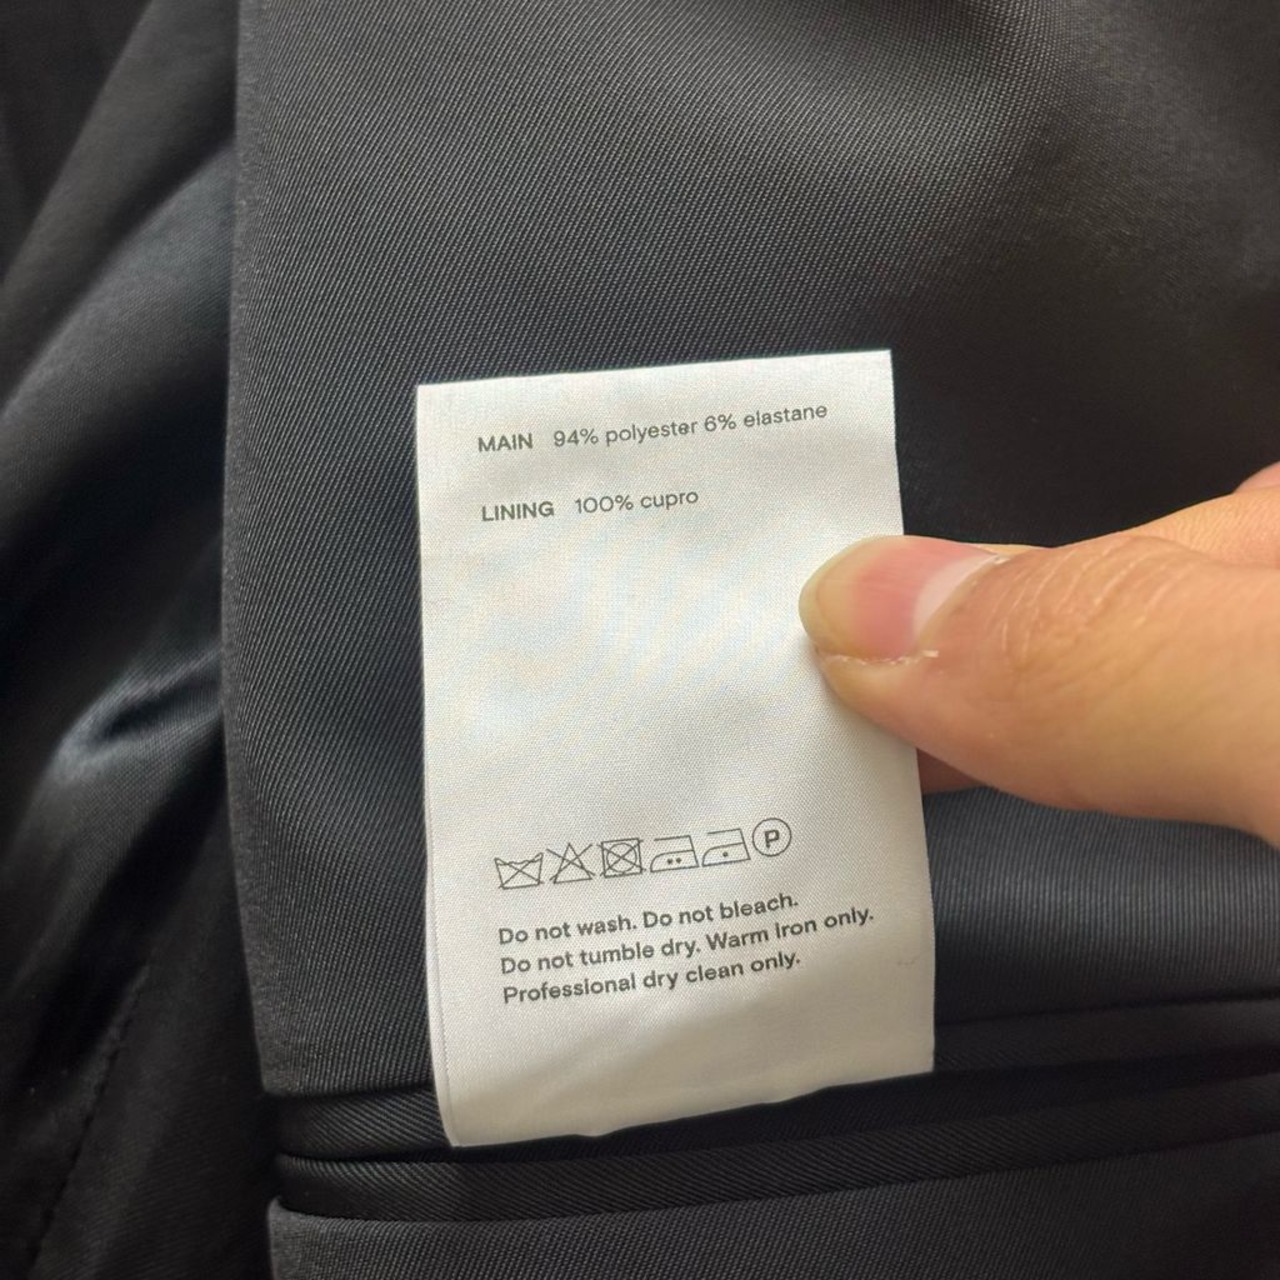 MAIN 94% polyester 6% elastane
LINING 100% cupro
P
Do not wash. Do not bleach.
Do not tumble dry. Warm Iron only.
Professional dry clean only.